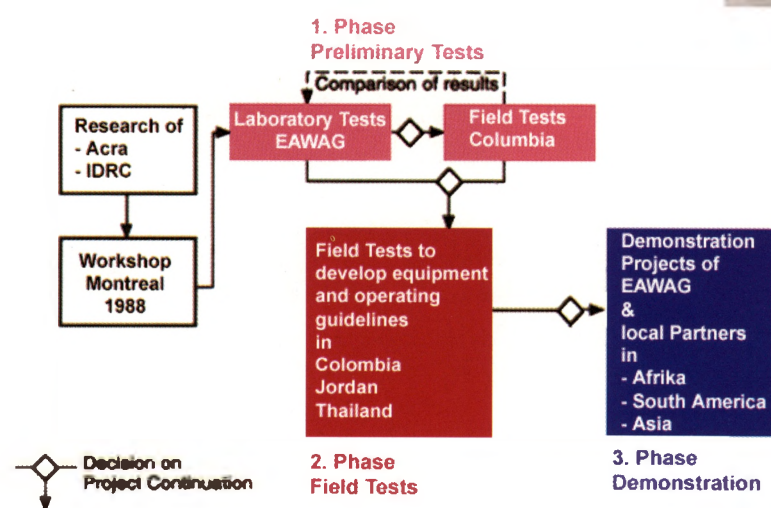 1. Phase
Preliminary Tests
Comparison of results
Research of
- Acra
- IDRC
Laboratory Tests
EAWAG
Field Tests
Columbia
Workshop
Montreal
1988
Field Tests to
develop equipment
and operating
guidelines
in
Colombia
Jordan
Thailand
Demonstration
Projects of
EAWAG
&
local Partners
in
- Afrika
- South America
- Asia
Decision on
Project Continuation
2. Phase
Field Tests
3. Phase
Demonstration